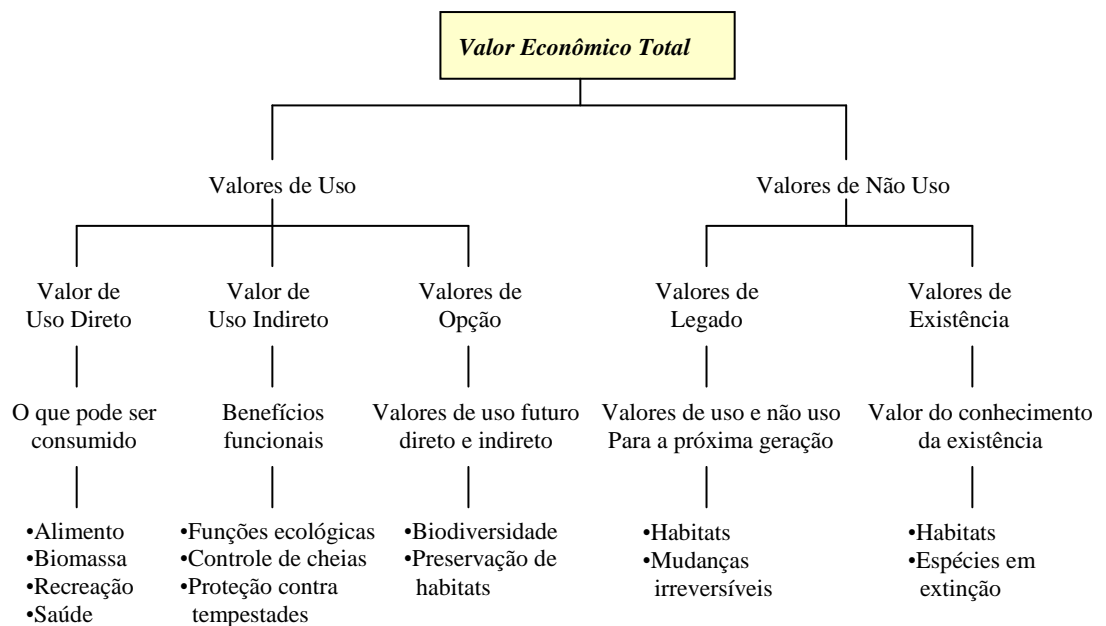 Valor Econômico Total
Valores de Uso
Valores de Não Uso
Valor de
Uso Direto
Valor de
Uso Indireto
Valores de
Opção
Valores de
Legado
Valores de
Existência
O que pode ser
consumido
Benefícios
funcionais
Valores de uso futuro
direto e indireto
Valores de uso e não uso
Para a próxima geração
Valor do conhecimento
da existência
•Alimento
•Biomassa
•Recreação
•Saúde
•Funções ecológicas
•Controle de cheias
•Proteção contra
tempestades
•Biodiversidade
•Preservação de
habitats
•Habitats
•Mudanças
irreversíveis
•Habitats
•Espécies em
extinção